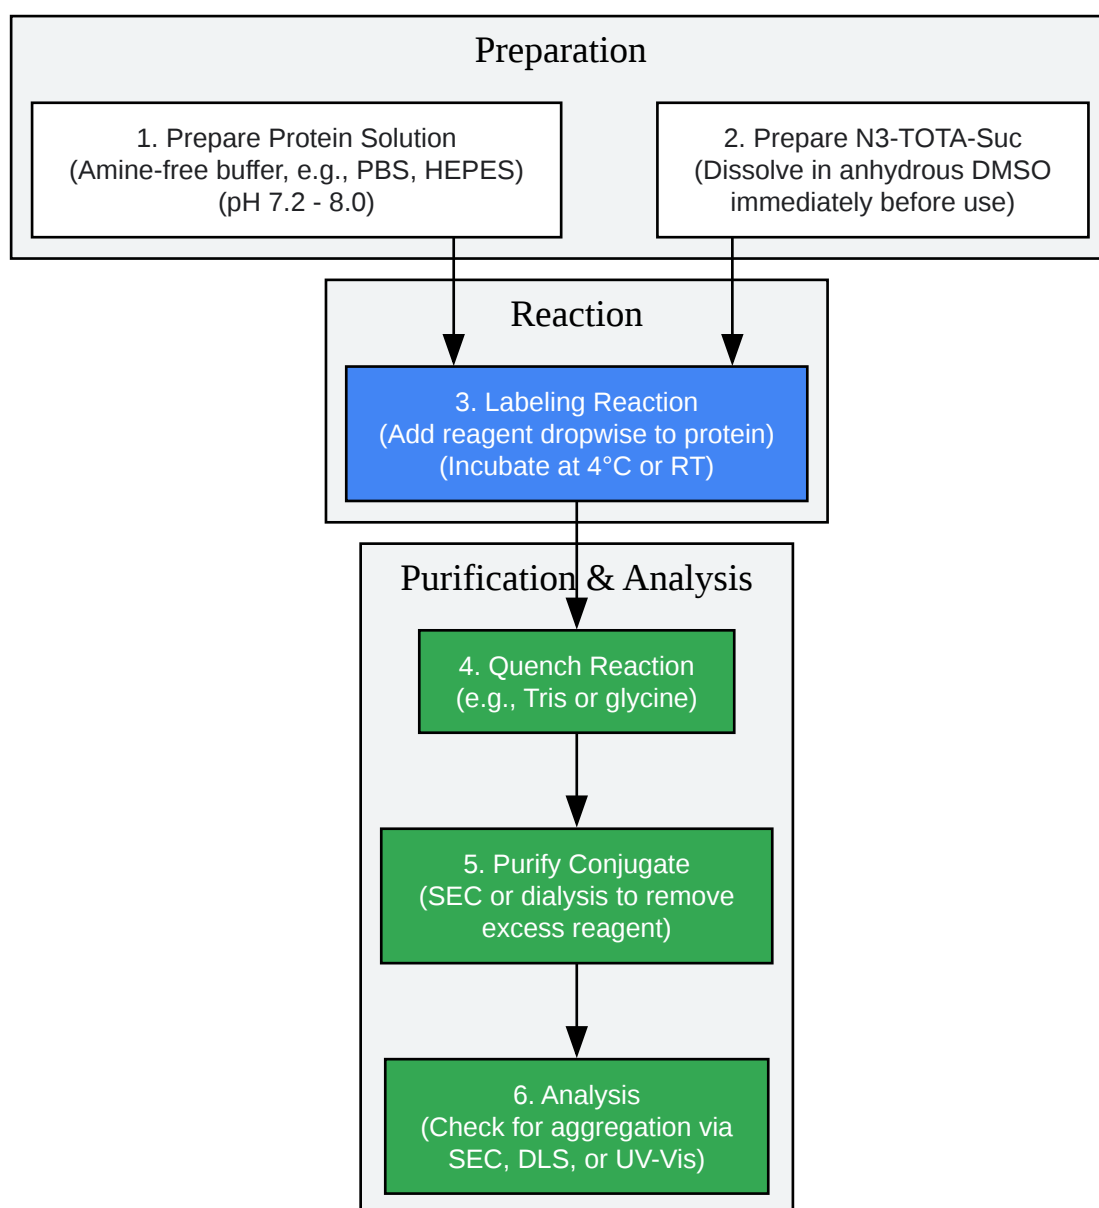 Preparation
1. Prepare Protein Solution
(Amine-free buffer, e.g., PBS, HEPES)
(pH 7.2 - 8.0)
2. Prepare N3-TOTA-Suc
(Dissolve in anhydrous DMSO
immediately before use)
Reaction
3. Labeling Reaction
(Add reagent dropwise to protein)
(Incubate at 4°C or RT)
Purification & Analysis
4. Quench Reaction
(e.g., Tris or glycine)
5. Purify Conjugate
(SEC or dialysis to remove
excess reagent)
6. Analysis
(Check for aggregation via
SEC, DLS, or UV-Vis)